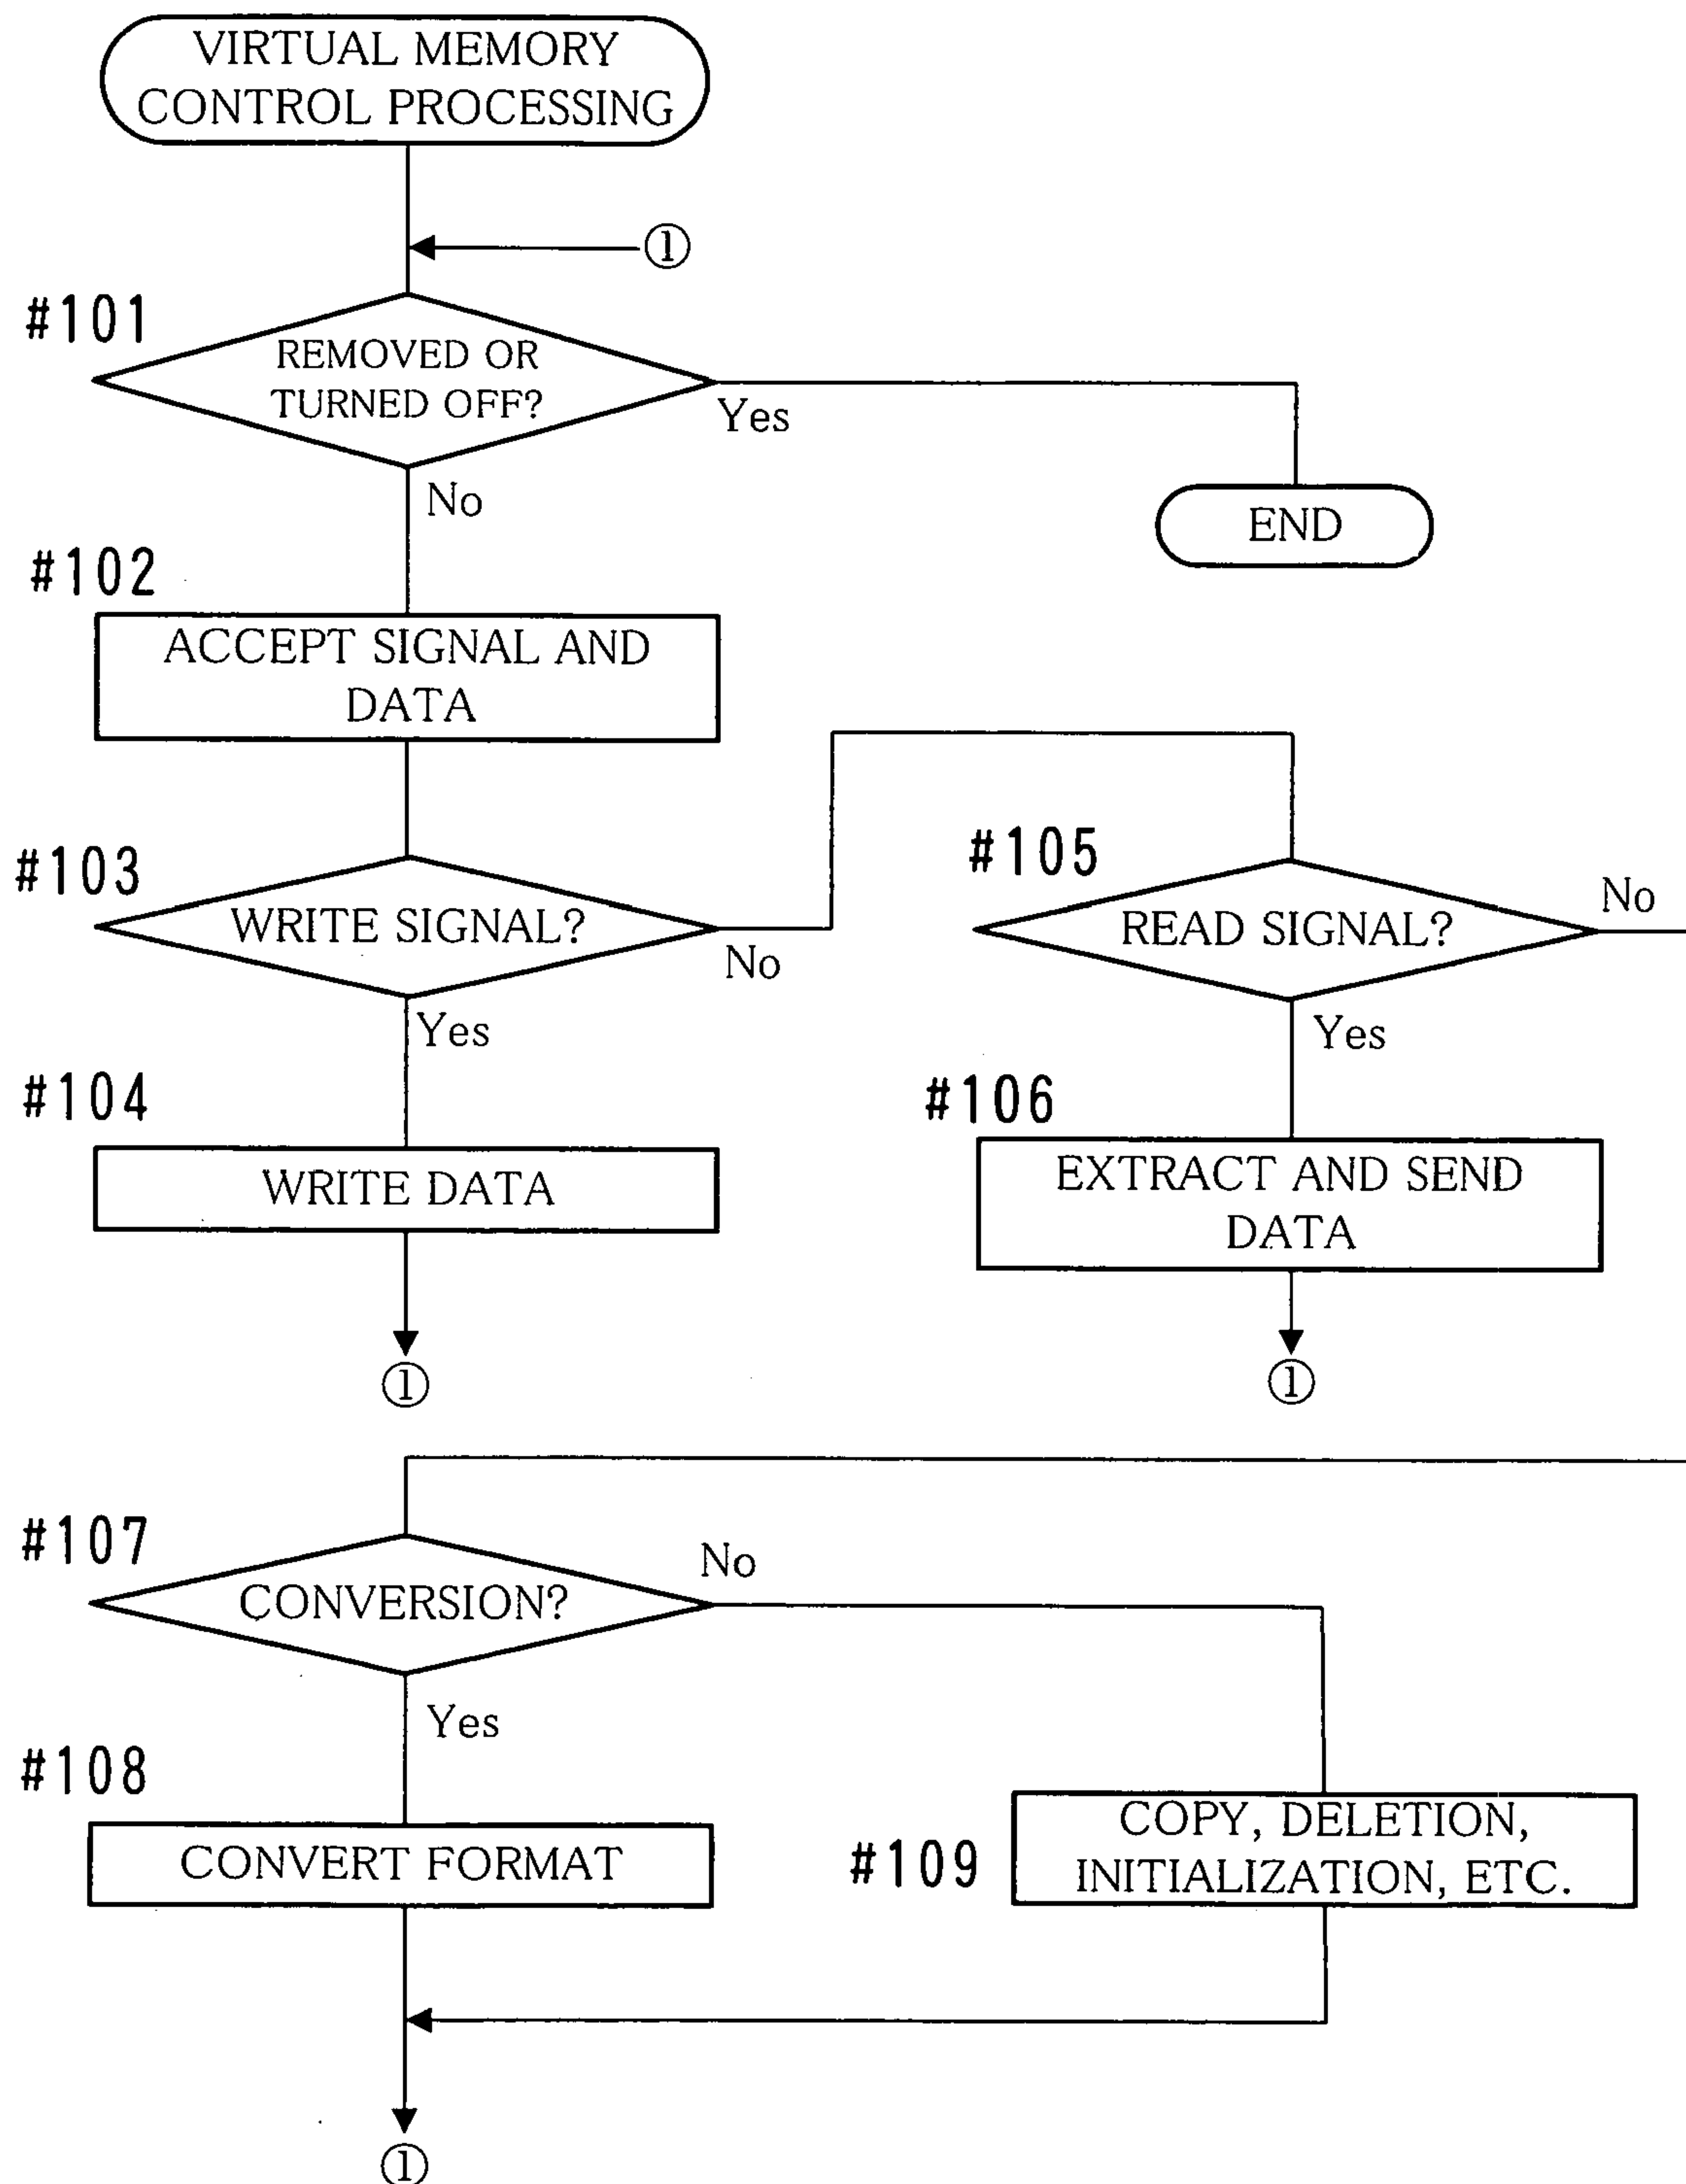 VIRTUAL MEMORY
CONTROL PROCESSING
①
#101
REMOVED OR
TURNED OFF?
Yes
No
END
#102
ACCEPT SIGNAL AND
DATA
#103
WRITE SIGNAL?
No
Yes
#105
READ SIGNAL?
No
Yes
#104
WRITE DATA
①
#106
EXTRACT AND SEND
DATA
①
#107
CONVERSION?
No
Yes
#108
CONVERT FORMAT
#109
COPY, DELETION,
INITIALIZATION, ETC.
①